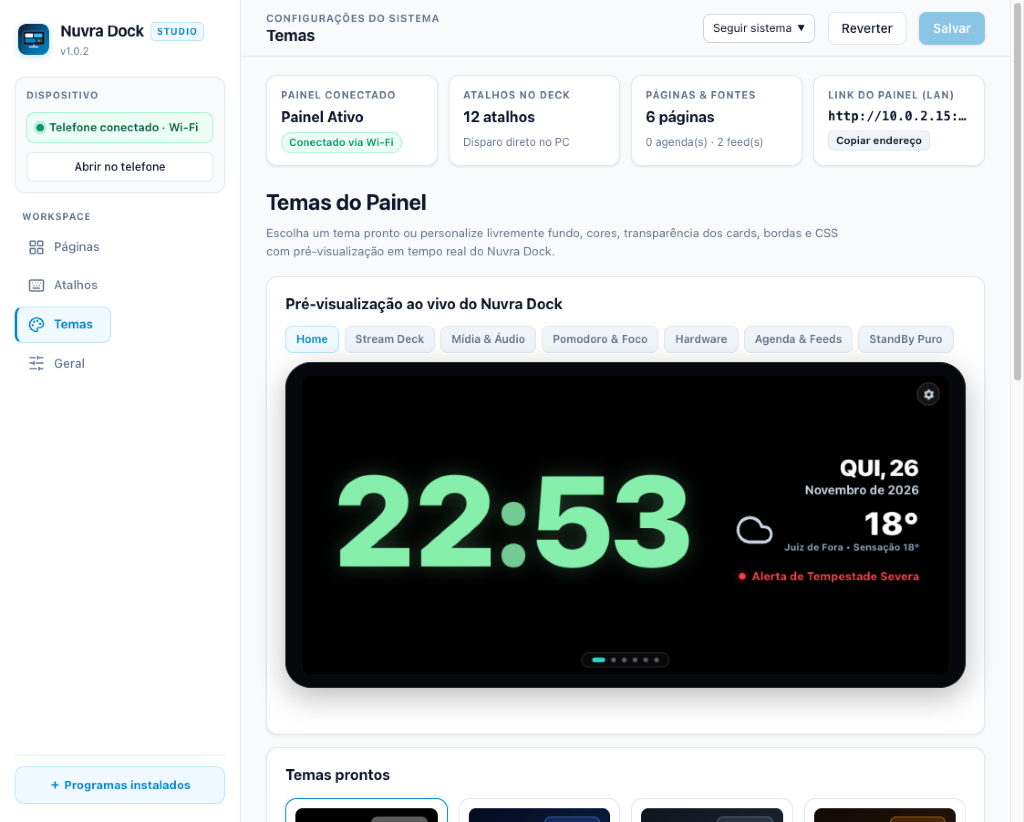 Nuvra Dock STUDIO
v1.0.2
DISPOSITIVO
Telefone conectado · Wi-Fi
Abrir no telefone
WORKSPACE
Páginas
Atalhos
Temas
Geral
+ Programas instalados
CONFIGURAÇÕES DO SISTEMA
Temas
Seguir sistema ▼
Reverter
Salvar
PAINEL CONECTADO
Painel Ativo
Conectado via Wi-Fi
ATALHOS NO DECK
12 atalhos
Disparo direto no PC
PÁGINAS & FONTES
6 páginas
0 agenda(s) · 2 feed(s)
LINK DO PAINEL (LAN)
http://10.0.2.15:…
Copiar endereço
Temas do Painel
Escolha um tema pronto ou personalize livremente fundo, cores, transparência dos cards, bordas e CSS
com pré-visualização em tempo real do Nuvra Dock.
Pré-visualização ao vivo do Nuvra Dock
Home
Stream Deck
Mídia & Áudio
Pomodoro & Foco
Hardware
Agenda & Feeds
StandBy Puro
22:53
QUI, 26
Novembro de 2026
18°
Juiz de Fora • Sensação 18°
Alerta de Tempestade Severa
Temas prontos